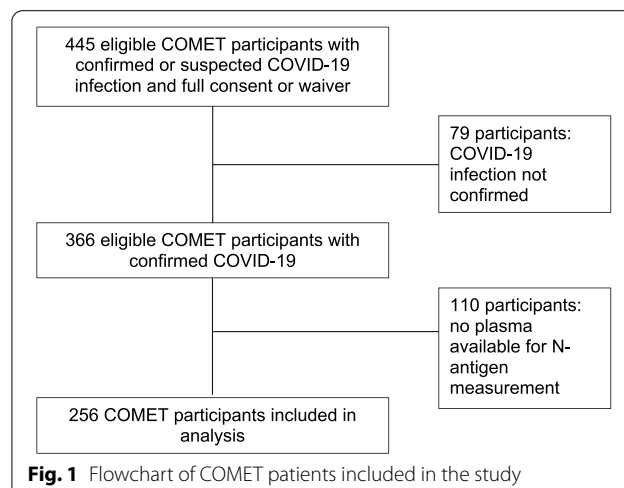 445 eligible COMET participants with
confirmed or suspected COVID-19
infection and full consent or waiver
79 participants:
COVID-19
infection not
confirmed
366 eligible COMET participants with
confirmed COVID-19
110 participants:
no plasma
available for N-
antigen
measurement
256 COMET participants included in
analysis
Fig. 1 Flowchart of COMET patients included in the study